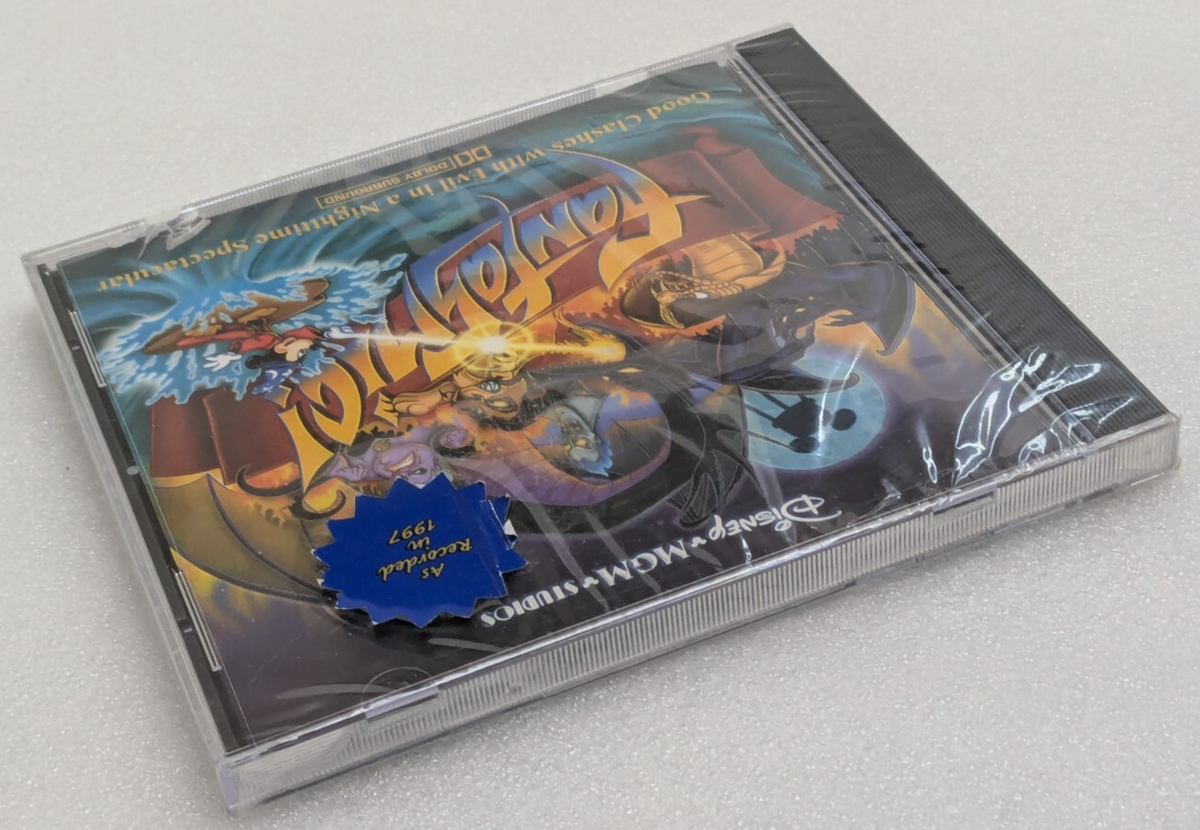 Disney • MGM • STUDIOS
As
Recorded
in
1997
Fantasmic!
DOLBY SURROUND
Good Clashes with Evil in a Nighttime Spectacular